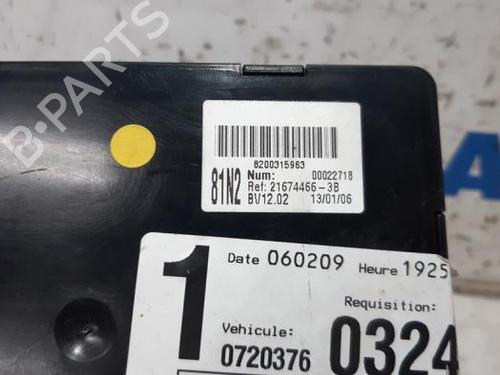 B-PARTS
8200315963
81N2
Num: 00022718
Ref: 21674466-3B
BV12.02 13/01/06
1
Date 060209 Heure 1925
Requisition:
Vehicule: 0324
0720376